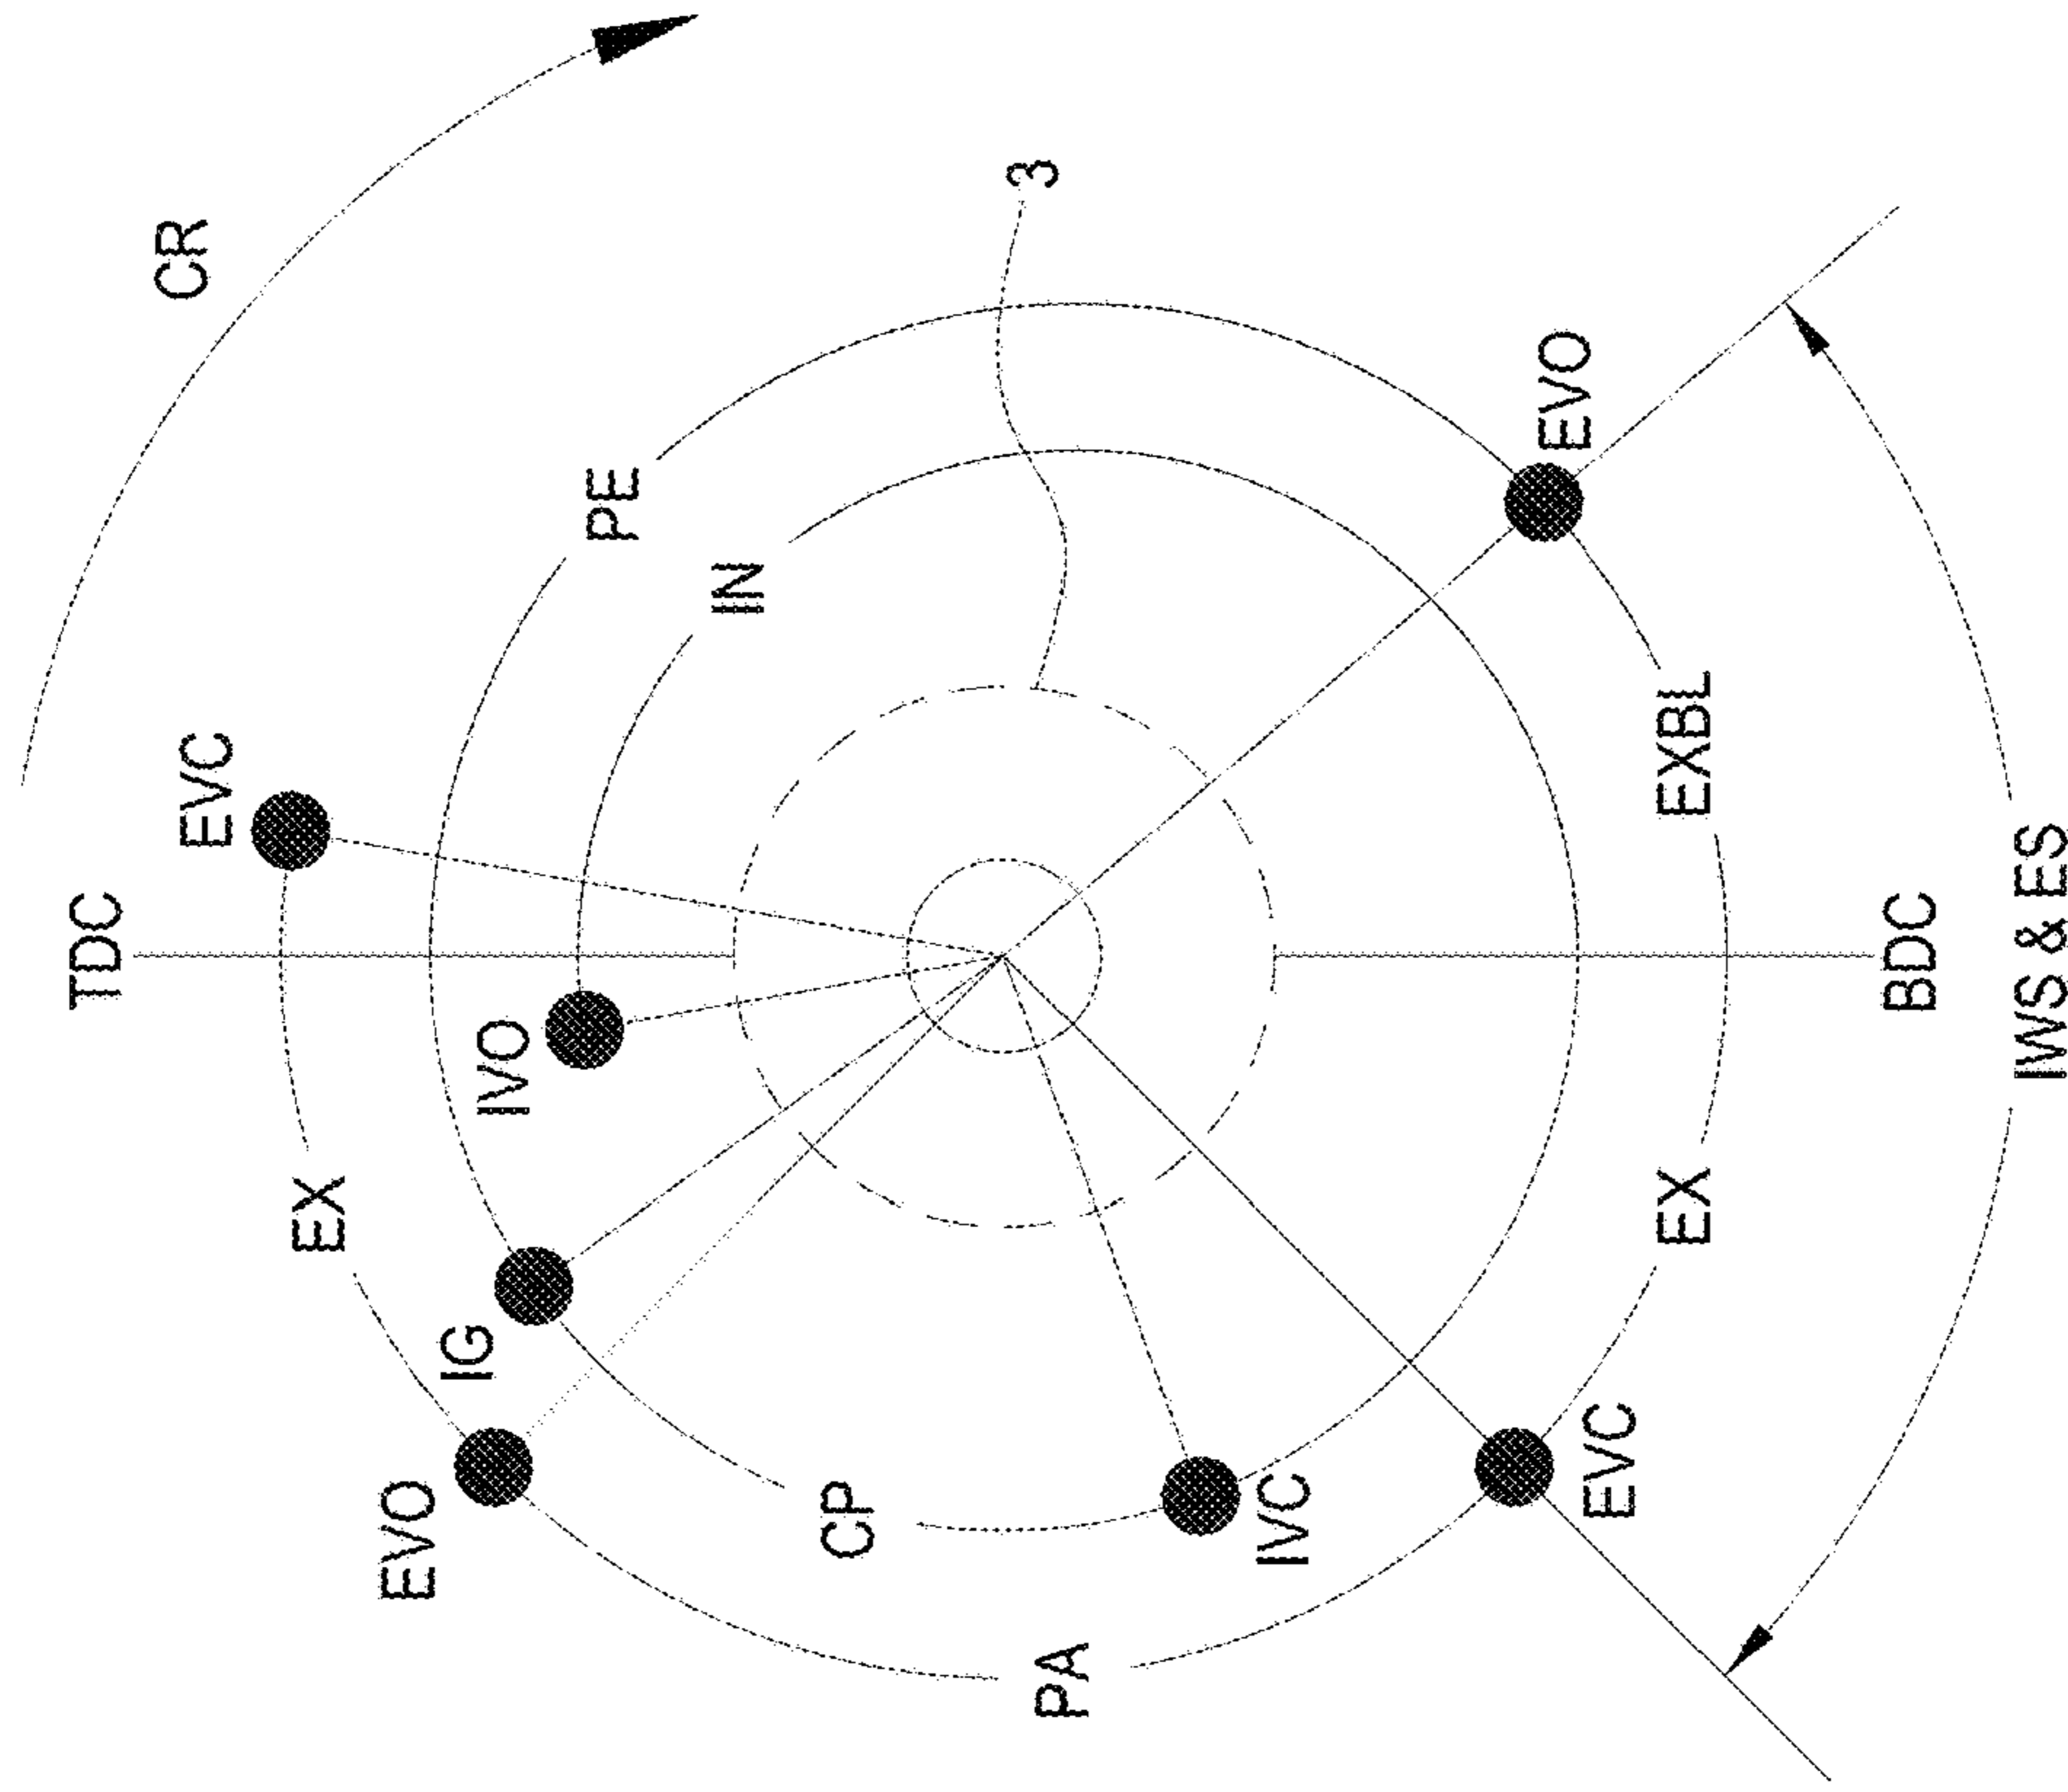 CR
TDC
EVC
3
PE
IN
IVO
EX
IG
EVO
EVO
CP
EXBL
IVC
EX
EVC
PA
BDC
IWS & ES